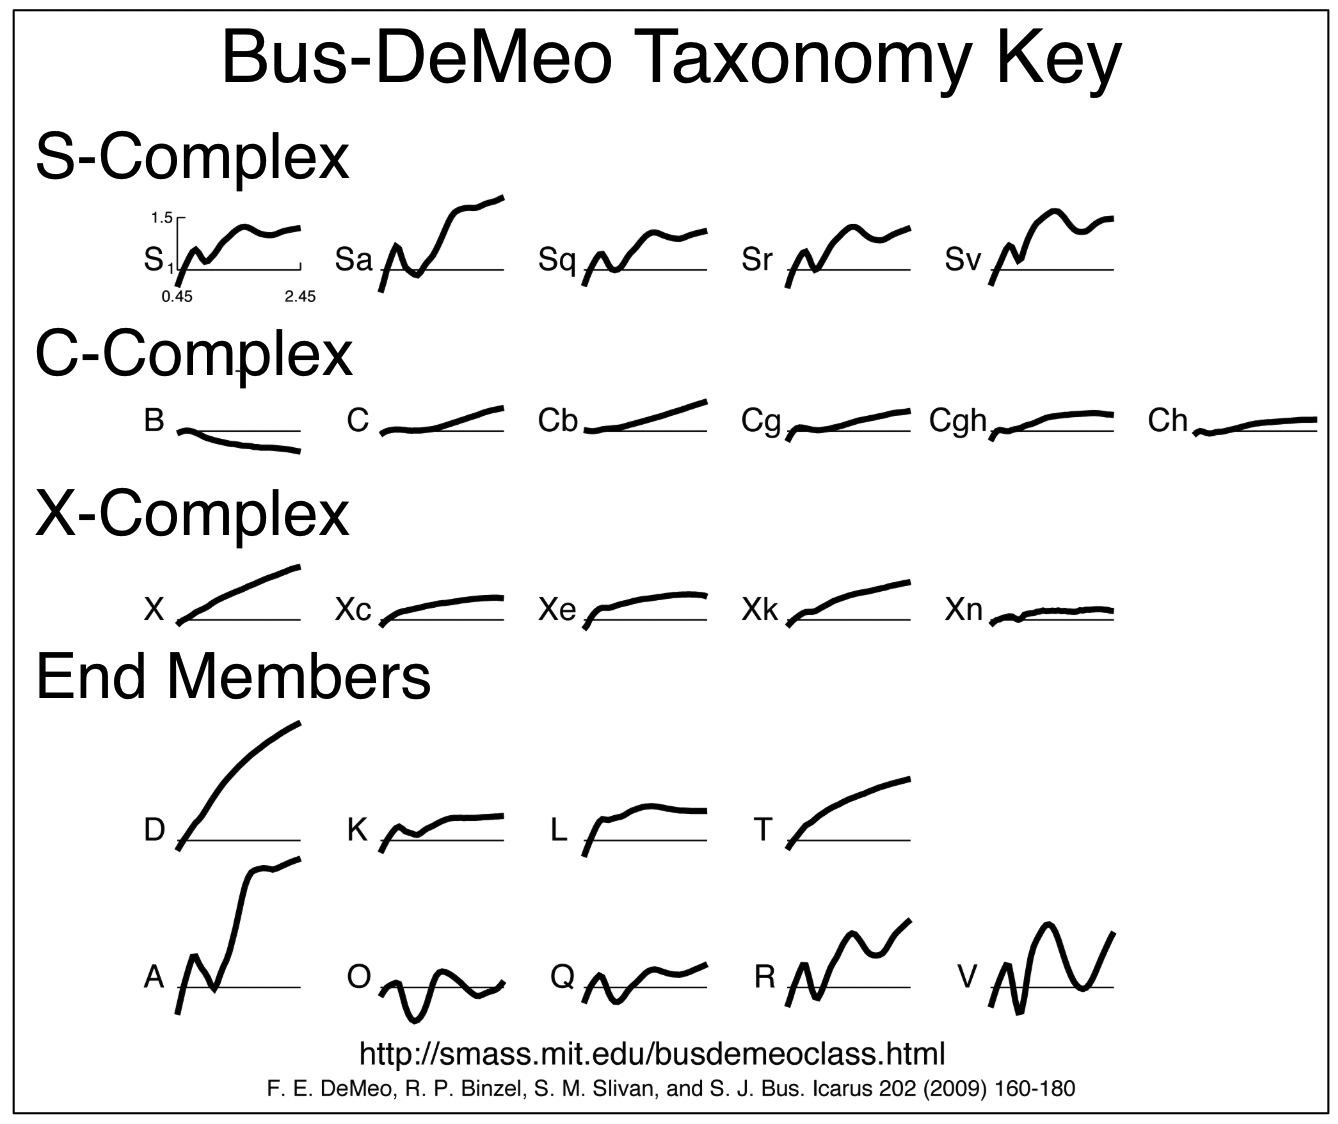 Bus-DeMeo Taxonomy Key
S-Complex
1.5
S 1 Sa Sq Sr Sv
0.45 2.45
C-Complex
B C Cb Cg Cgh Ch
X-Complex
X Xc Xe Xk Xn
End Members
D K L T
A O Q R V
http://smass.mit.edu/busdemeoclass.html
F. E. DeMeo, R. P. Binzel, S. M. Slivan, and S. J. Bus. Icarus 202 (2009) 160-180